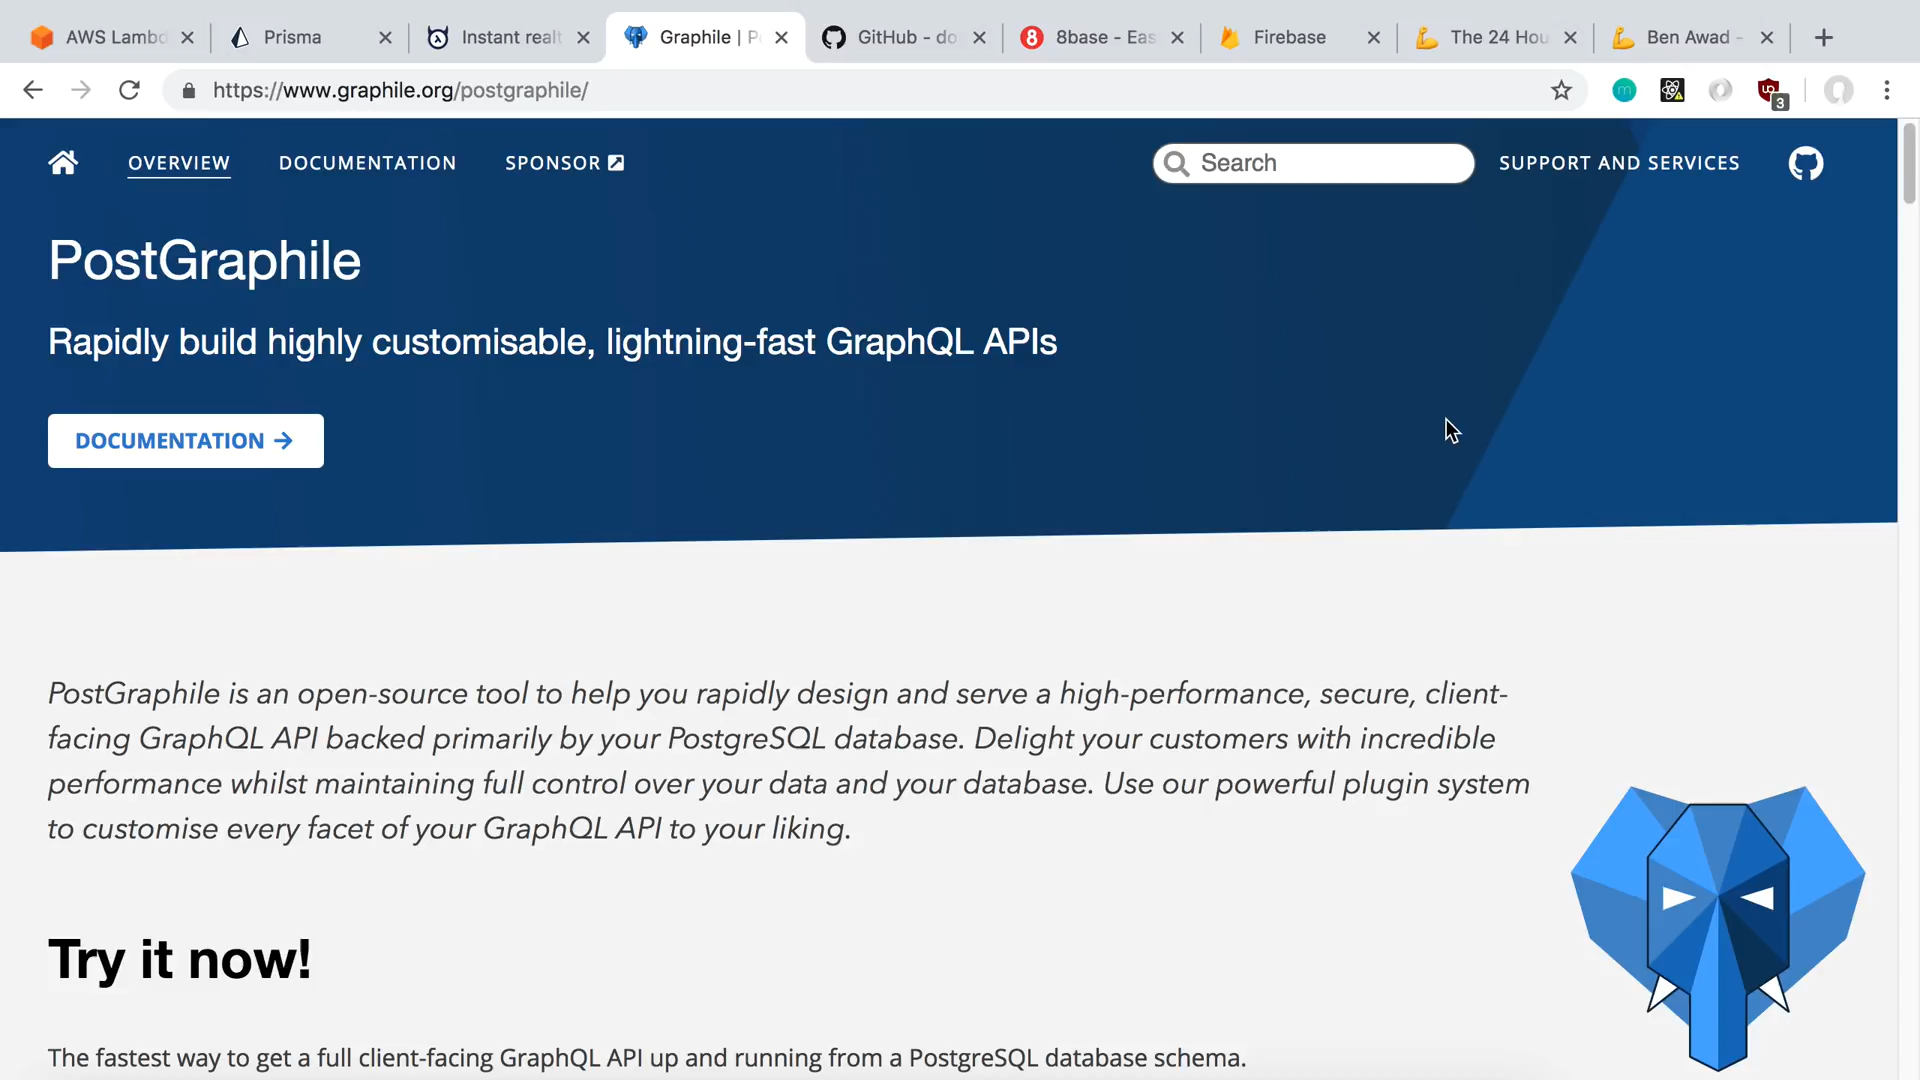 AWS Lambd
Prisma
Instant realt
Graphile | P
GitHub - do
8base - Eas
Firebase
The 24 Hou
Ben Awad -
https://www.graphile.org/postgraphile/
3
OVERVIEW
DOCUMENTATION
SPONSOR
Search
SUPPORT AND SERVICES
PostGraphile
Rapidly build highly customisable, lightning-fast GraphQL APIs
DOCUMENTATION →
PostGraphile is an open-source tool to help you rapidly design and serve a high-performance, secure, client-
facing GraphQL API backed primarily by your PostgreSQL database. Delight your customers with incredible
performance whilst maintaining full control over your data and your database. Use our powerful plugin system
to customise every facet of your GraphQL API to your liking.
Try it now!
The fastest way to get a full client-facing GraphQL API up and running from a PostgreSQL database schema.